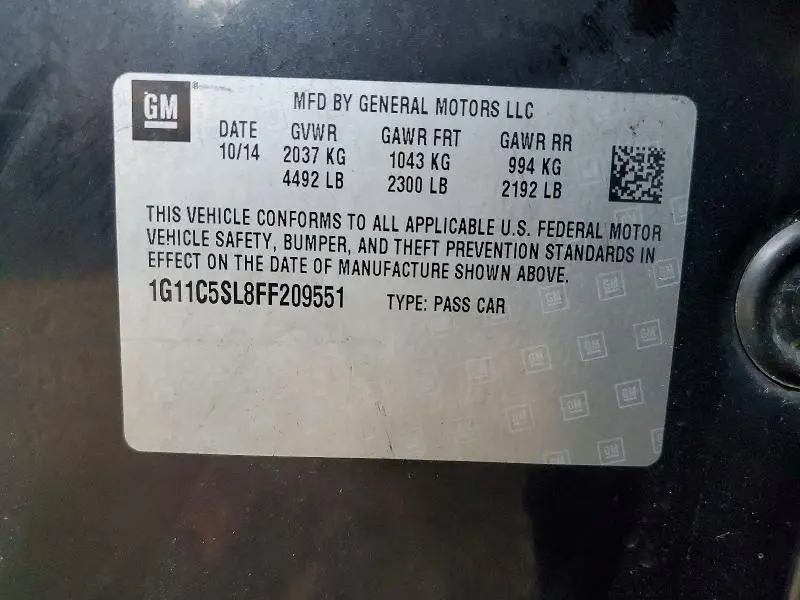 GM
MFD BY GENERAL MOTORS LLC
DATE GVWR GAWR FRT GAWR RR
10/14 2037 KG 1043 KG 994 KG
4492 LB 2300 LB 2192 LB
THIS VEHICLE CONFORMS TO ALL APPLICABLE U.S. FEDERAL MOTOR
VEHICLE SAFETY, BUMPER, AND THEFT PREVENTION STANDARDS IN
EFFECT ON THE DATE OF MANUFACTURE SHOWN ABOVE.
1G11C5SL8FF209551 TYPE: PASS CAR